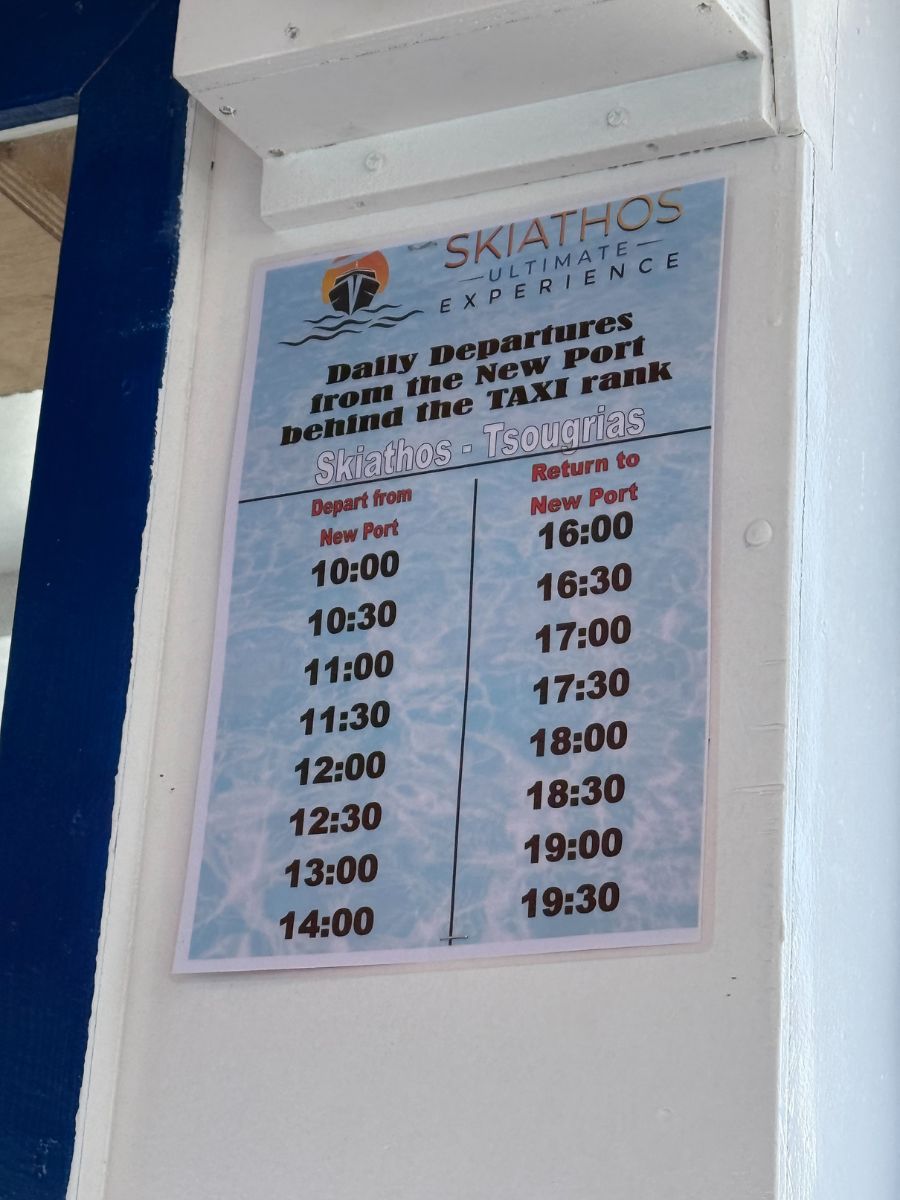 SKIATHOS
ULTIMATE
EXPERIENCE
Daily Departures
from the New Port
behind the TAXI rank
Skiathos - Tsougrias
Depart from
New Port
10:00
10:30
11:00
11:30
12:00
12:30
13:00
14:00
Return to
New Port
16:00
16:30
17:00
17:30
18:00
18:30
19:00
19:30